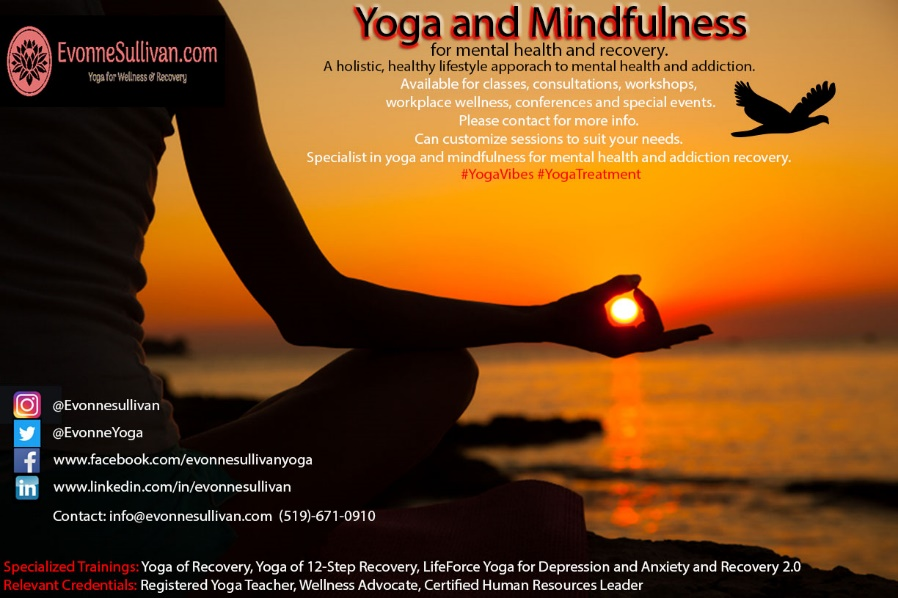 EvonneSullivan.com
Yoga for Wellness & Recovery
Yoga and Mindfulness
for mental health and recovery.
A holistic, healthy lifestyle apporach to mental health and addiction.
Available for classes, consultations, workshops,
workplace wellness, conferences and special events.
Please contact for more info.
Can customize sessions to suit your needs.
Specialist in yoga and mindfulness for mental health and addiction recovery.
#YogaVibes #YogaTreatment
@Evonnesullivan
@EvonneYoga
www.facebook.com/evonnesullivanyoga
www.linkedin.com/in/evonnesullivan
Contact: info@evonnesullivan.com (519)-671-0910
Specialized Trainings: Yoga of Recovery, Yoga of 12-Step Recovery, LifeForce Yoga for Depression and Anxiety and Recovery 2.0
Relevant Credentials: Registered Yoga Teacher, Wellness Advocate, Certified Human Resources Leader